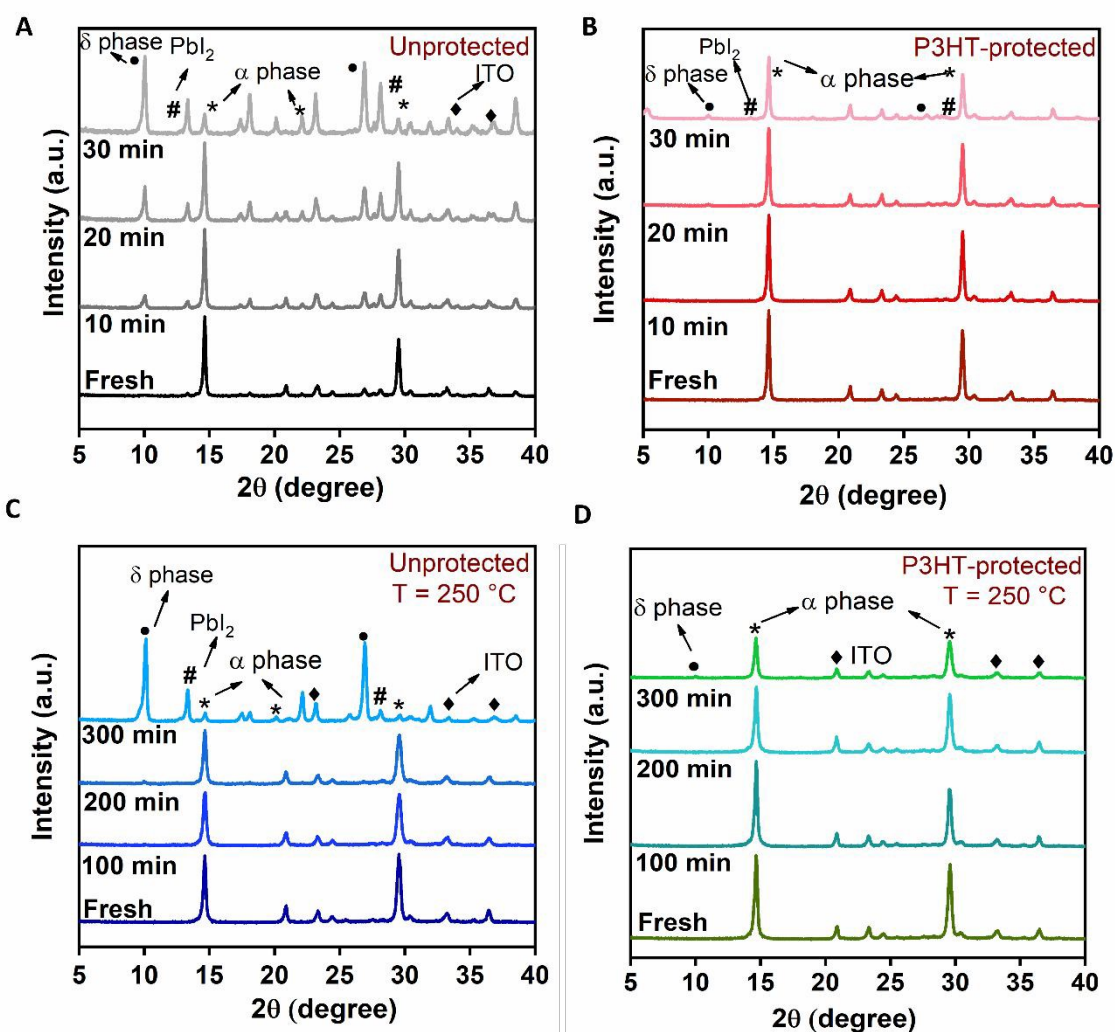 A
Unprotected
δ phase
PbI2
α phase
ITO
#
#
30 min
20 min
10 min
Fresh
Intensity (a.u.)
5 10 15 20 25 30 35 40
2θ (degree)
B
P3HT-protected
PbI2
δ phase
α phase
#
#
30 min
20 min
10 min
Fresh
Intensity (a.u.)
5 10 15 20 25 30 35 40
2θ (degree)
C
Unprotected
T = 250 °C
δ phase
PbI2
α phase
ITO
#
#
300 min
200 min
100 min
Fresh
Intensity (a.u.)
5 10 15 20 25 30 35 40
2θ (degree)
D
P3HT-protected
T = 250 °C
δ phase
α phase
ITO
300 min
200 min
100 min
Fresh
Intensity (a.u.)
5 10 15 20 25 30 35 40
2θ (degree)